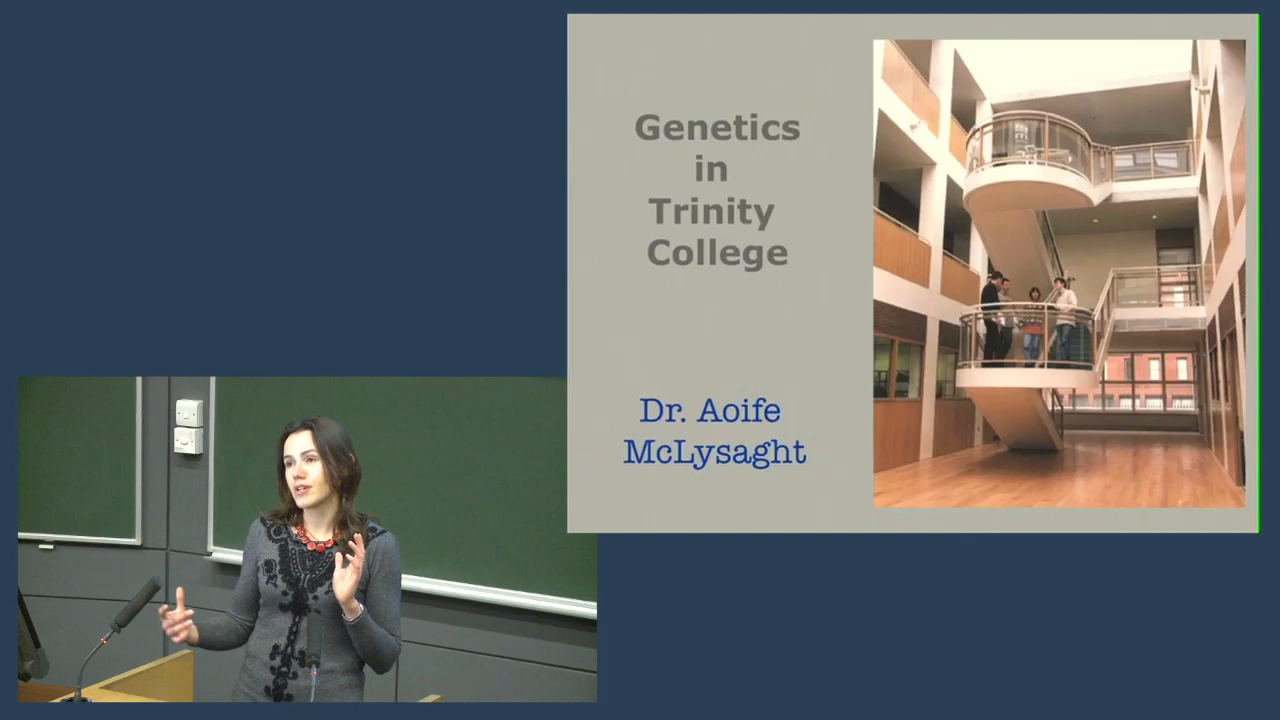 Genetics
in
Trinity
College
Dr. Aoife
McLysaght